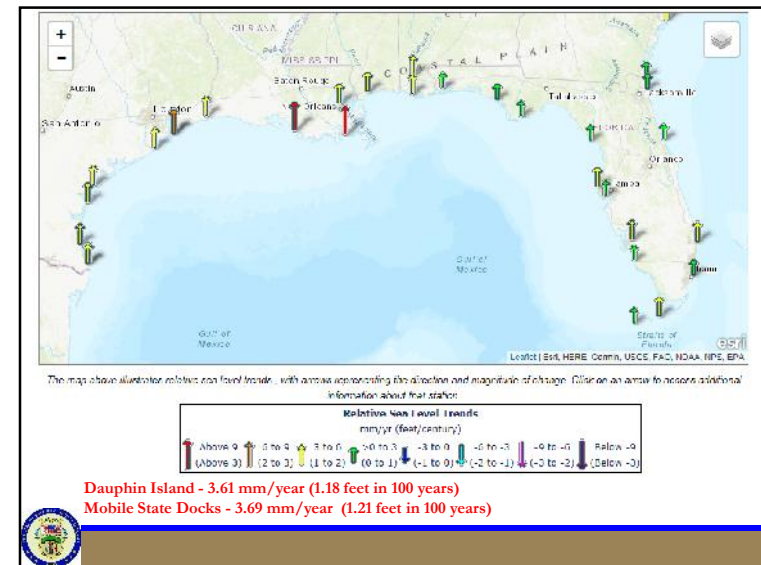 +
-
MISSISSIPPI
COASTAL PLAIN
Austin
Baton Rouge
Houston
New Orleans
San Antonio
Jacksonville
FLORIDA
Orlando
Tampa
Miami
Gulf of
Mexico
Gulf of
Mexico
Straits of
Florida
esri
Leaflet | Esri, HERE, Garmin, USGS, FAO, NOAA, NPS, EPA
The map above illustrates relative sea level trends , with arrows representing the direction and magnitude of change. Click on an arrow to access additional
information about that station.
Relative Sea Level Trends
mm/yr (feet/century)
Above 9 6 to 9 3 to 6 >0 to 3 -3 to 0 -6 to -3 -9 to -6 Below -9
(Above 3) (2 to 3) (1 to 2) (0 to 1) (-1 to 0) (-2 to -1) (-3 to -2) (Below -3)
Dauphin Island - 3.61 mm/year (1.18 feet in 100 years)
Mobile State Docks - 3.69 mm/year (1.21 feet in 100 years)